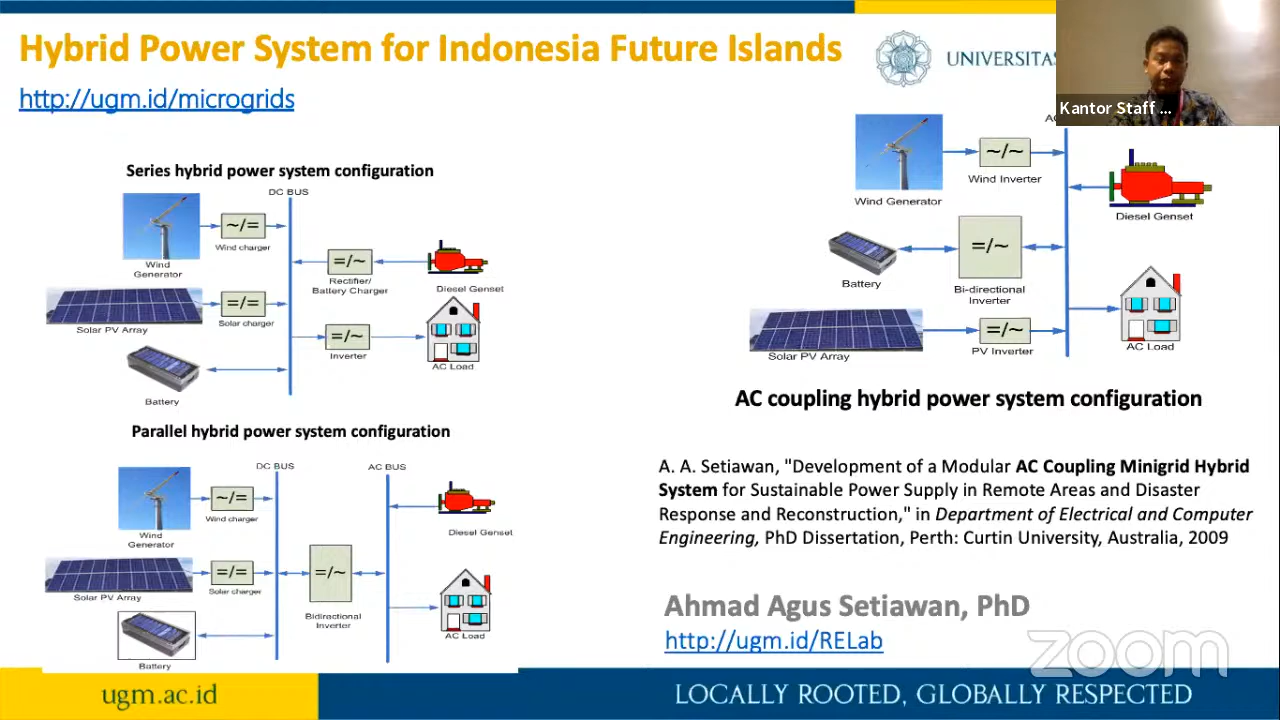 Hybrid Power System for Indonesia Future Islands
http://ugm.id/microgrids
UNIVERSITAS
Kantor Staff ...
Series hybrid power system configuration
DC BUS
~/=
Wind charger
Wind
Generator
=/~
Rectifier/
Battery Charger
Diesel Genset
=/=
Solar charger
Solar PV Array
=/~
Inverter
AC Load
Battery
Parallel hybrid power system configuration
DC BUS
AC BUS
~/=
Wind charger
Wind
Generator
Diesel Genset
=/=
Solar charger
Solar PV Array
=/~
Bidirectional
Inverter
AC Load
Battery
~/~
Wind Inverter
Wind Generator
Diesel Genset
=/~
Battery
Bi-directional
Inverter
=/~
Solar PV Array
PV Inverter
AC Load
AC coupling hybrid power system configuration
A. A. Setiawan, "Development of a Modular AC Coupling Minigrid Hybrid
System for Sustainable Power Supply in Remote Areas and Disaster
Response and Reconstruction," in Department of Electrical and Computer
Engineering, PhD Dissertation, Perth: Curtin University, Australia, 2009
Ahmad Agus Setiawan, PhD
http://ugm.id/RELab
zoom
ugm.ac.id
LOCALLY ROOTED, GLOBALLY RESPECTED